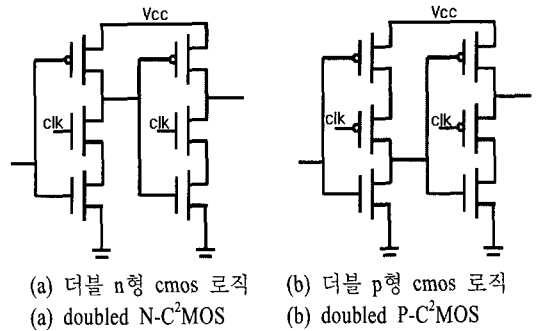 Vcc
Vcc
clk
clk
clk
clk
(a) 더블 n형 cmos 로직
(b) 더블 p형 cmos 로직
(a) doubled N-C²MOS
(b) doubled P-C²MOS